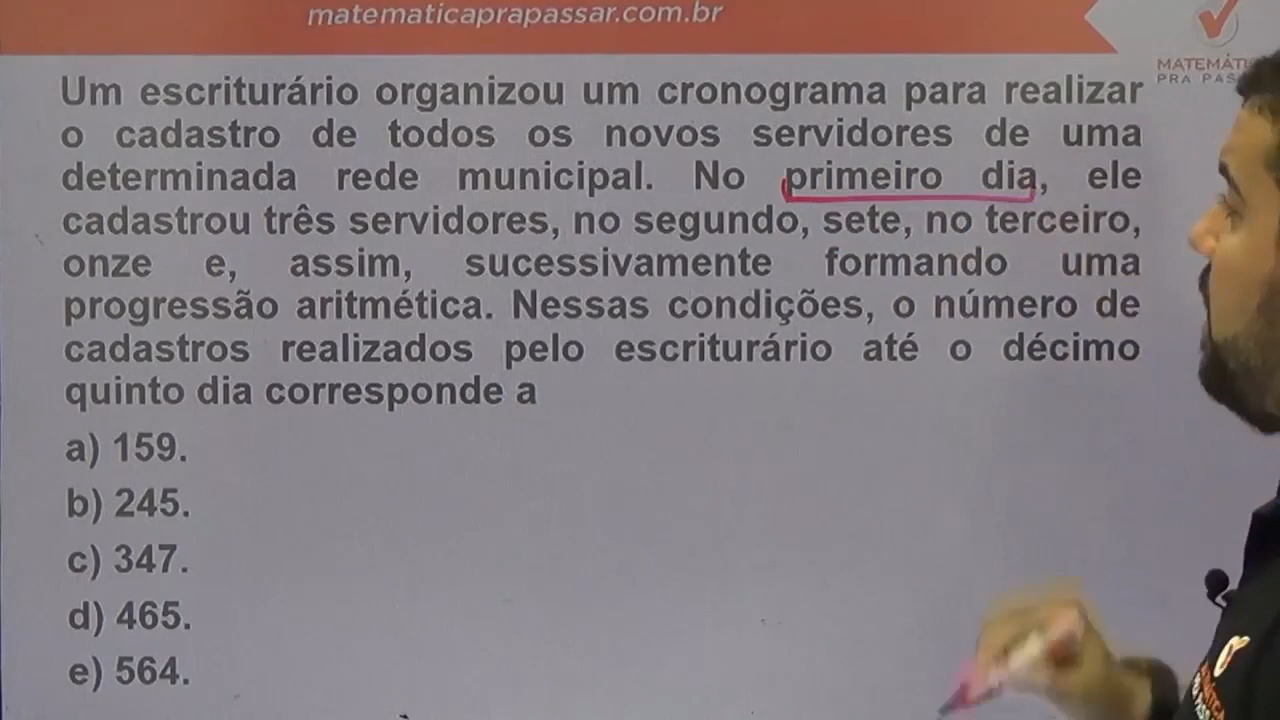 matematicaprapassar.com.br
MATEMÁTI
PRA PAS
Um escriturário organizou um cronograma para realizar
o cadastro de todos os novos servidores de uma
determinada rede municipal. No primeiro dia, ele
cadastrou três servidores, no segundo, sete, no terceiro,
onze e, assim, sucessivamente formando uma
progressão aritmética. Nessas condições, o número de
cadastros realizados pelo escriturário até o décimo
quinto dia corresponde a
a) 159.
b) 245.
c) 347.
d) 465.
e) 564.